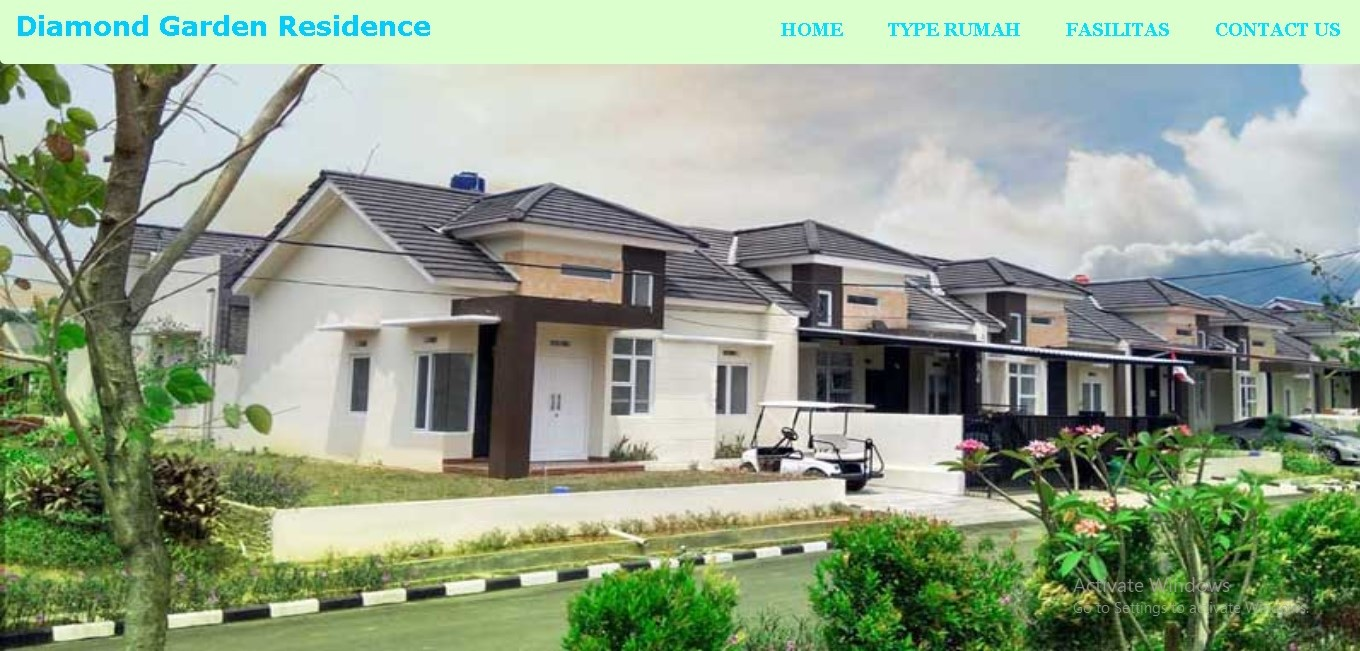 Diamond Garden Residence
HOME TYPE RUMAH FASILITAS CONTACT US
Activate Windows
Go to Settings to activate Windows.